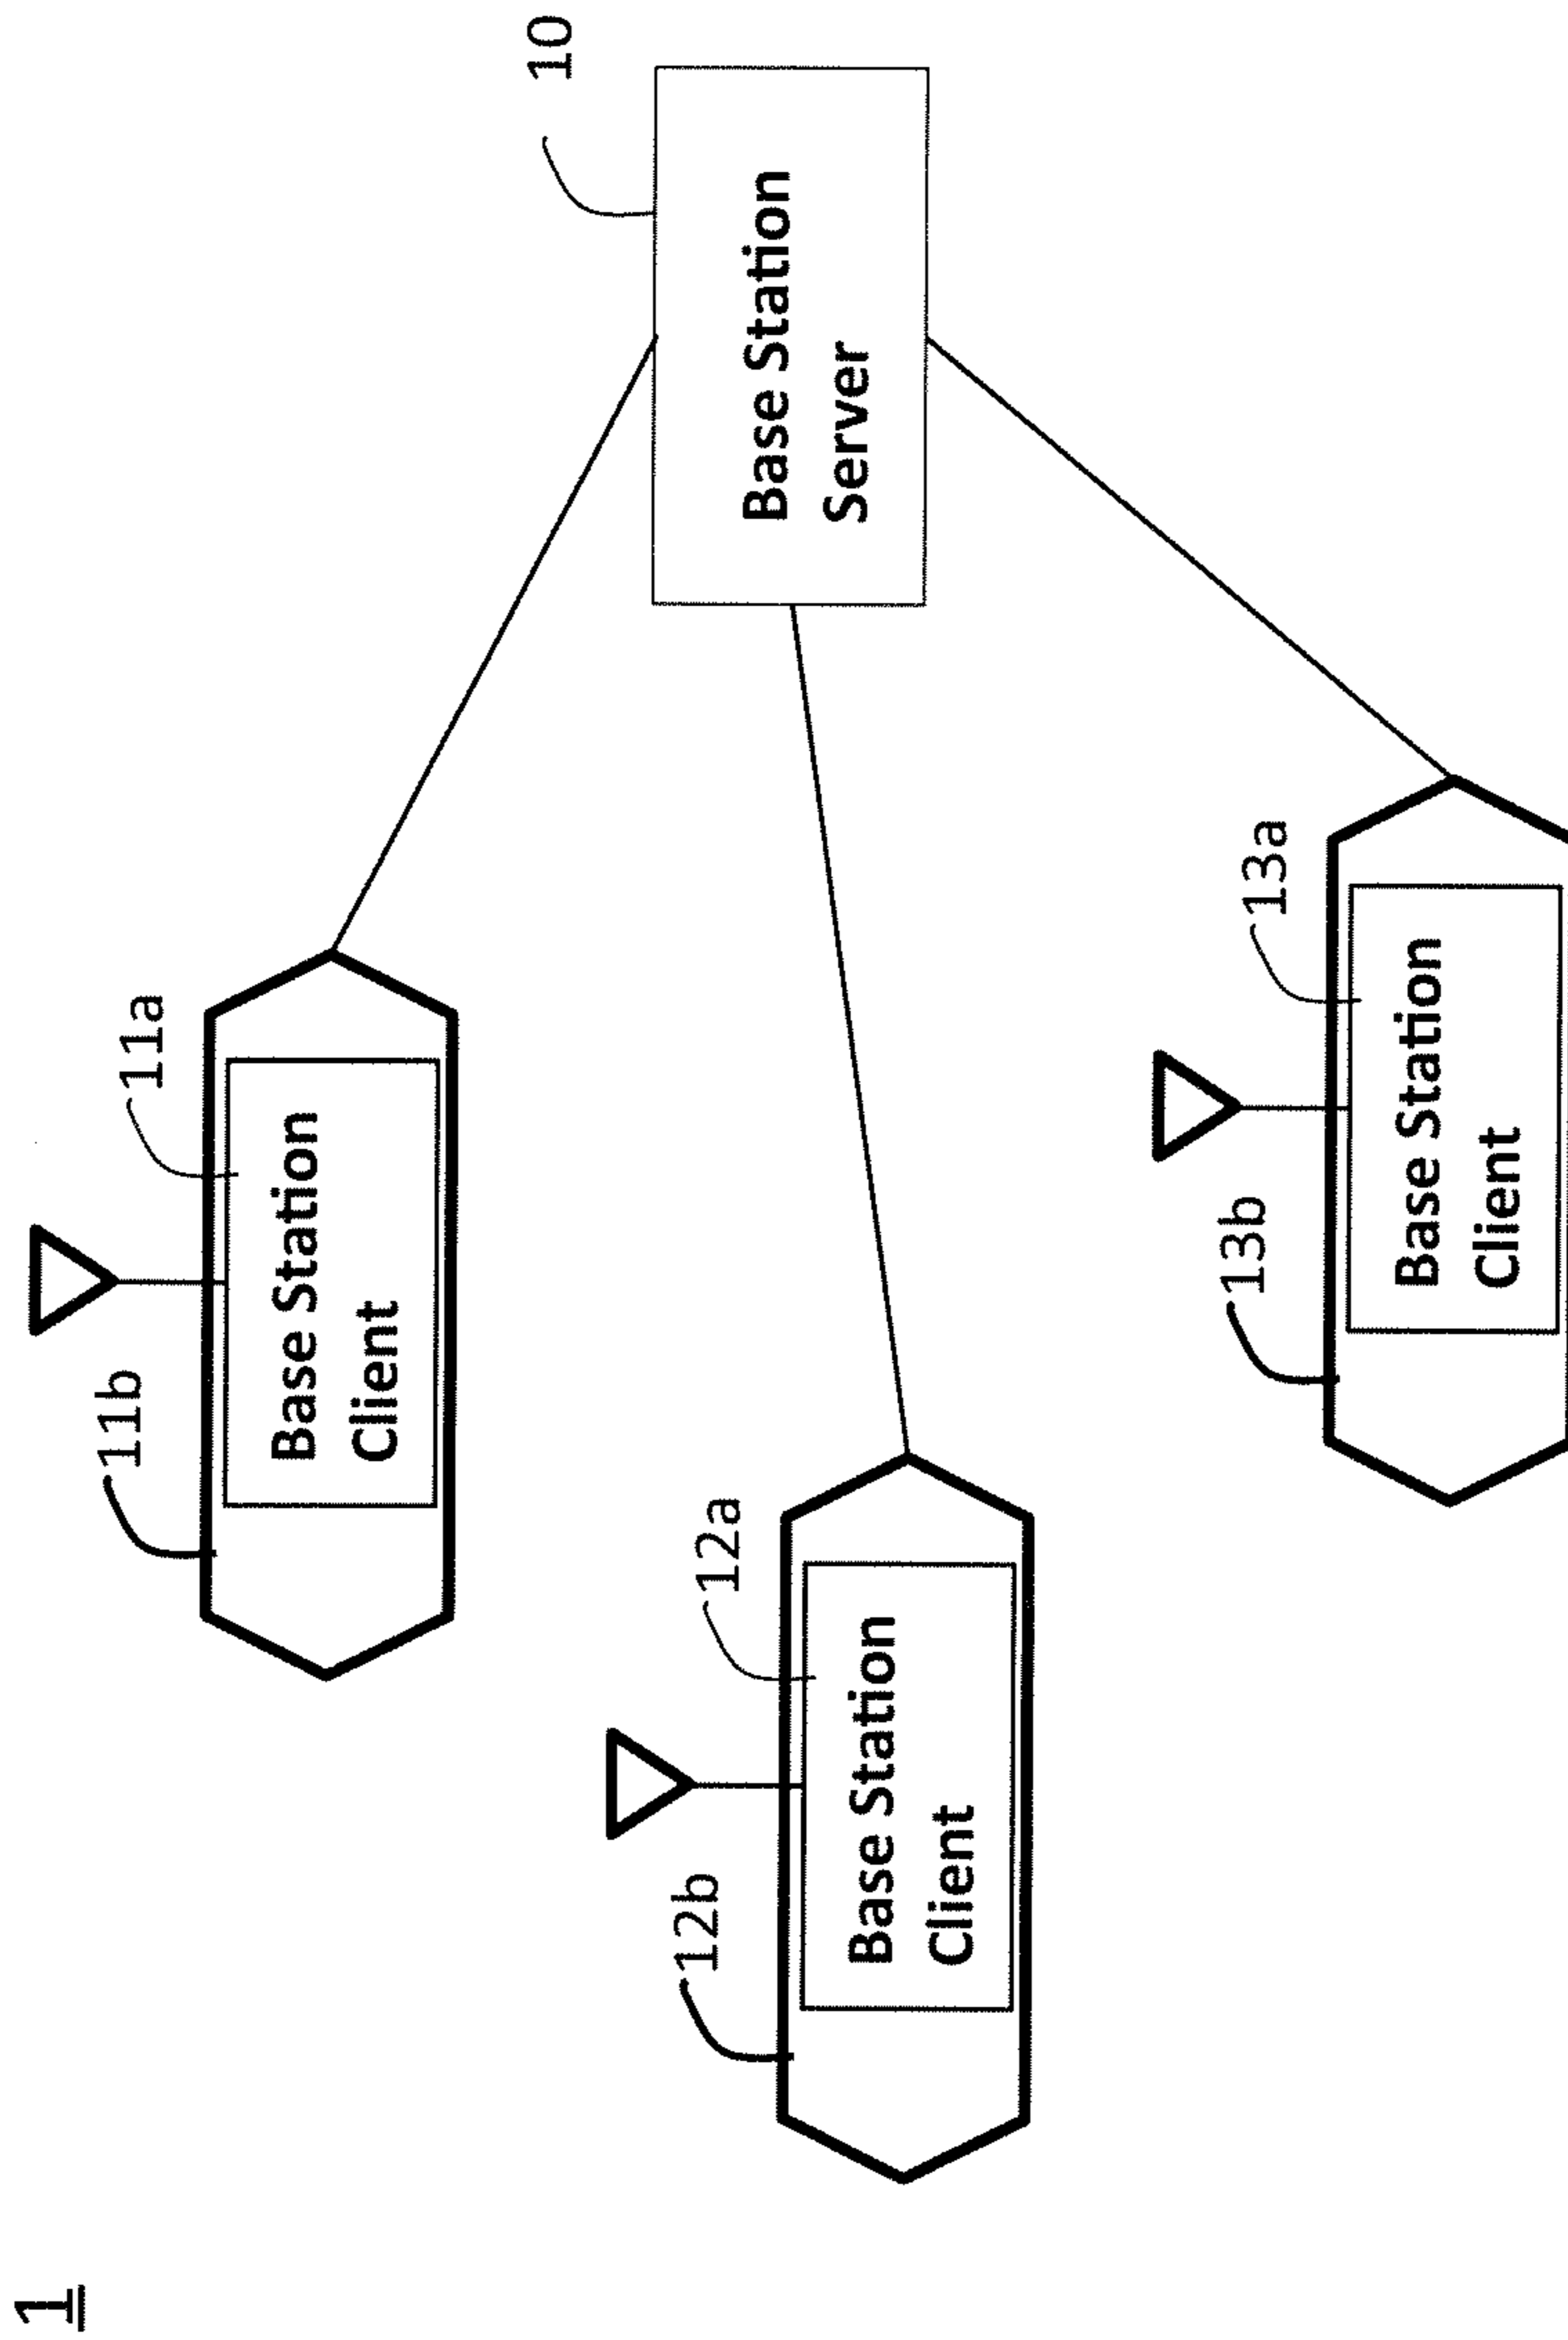 1
10
Base Station
Server
11a
11b
Base Station
Client
12a
12b
Base Station
Client
13a
13b
Base Station
Client